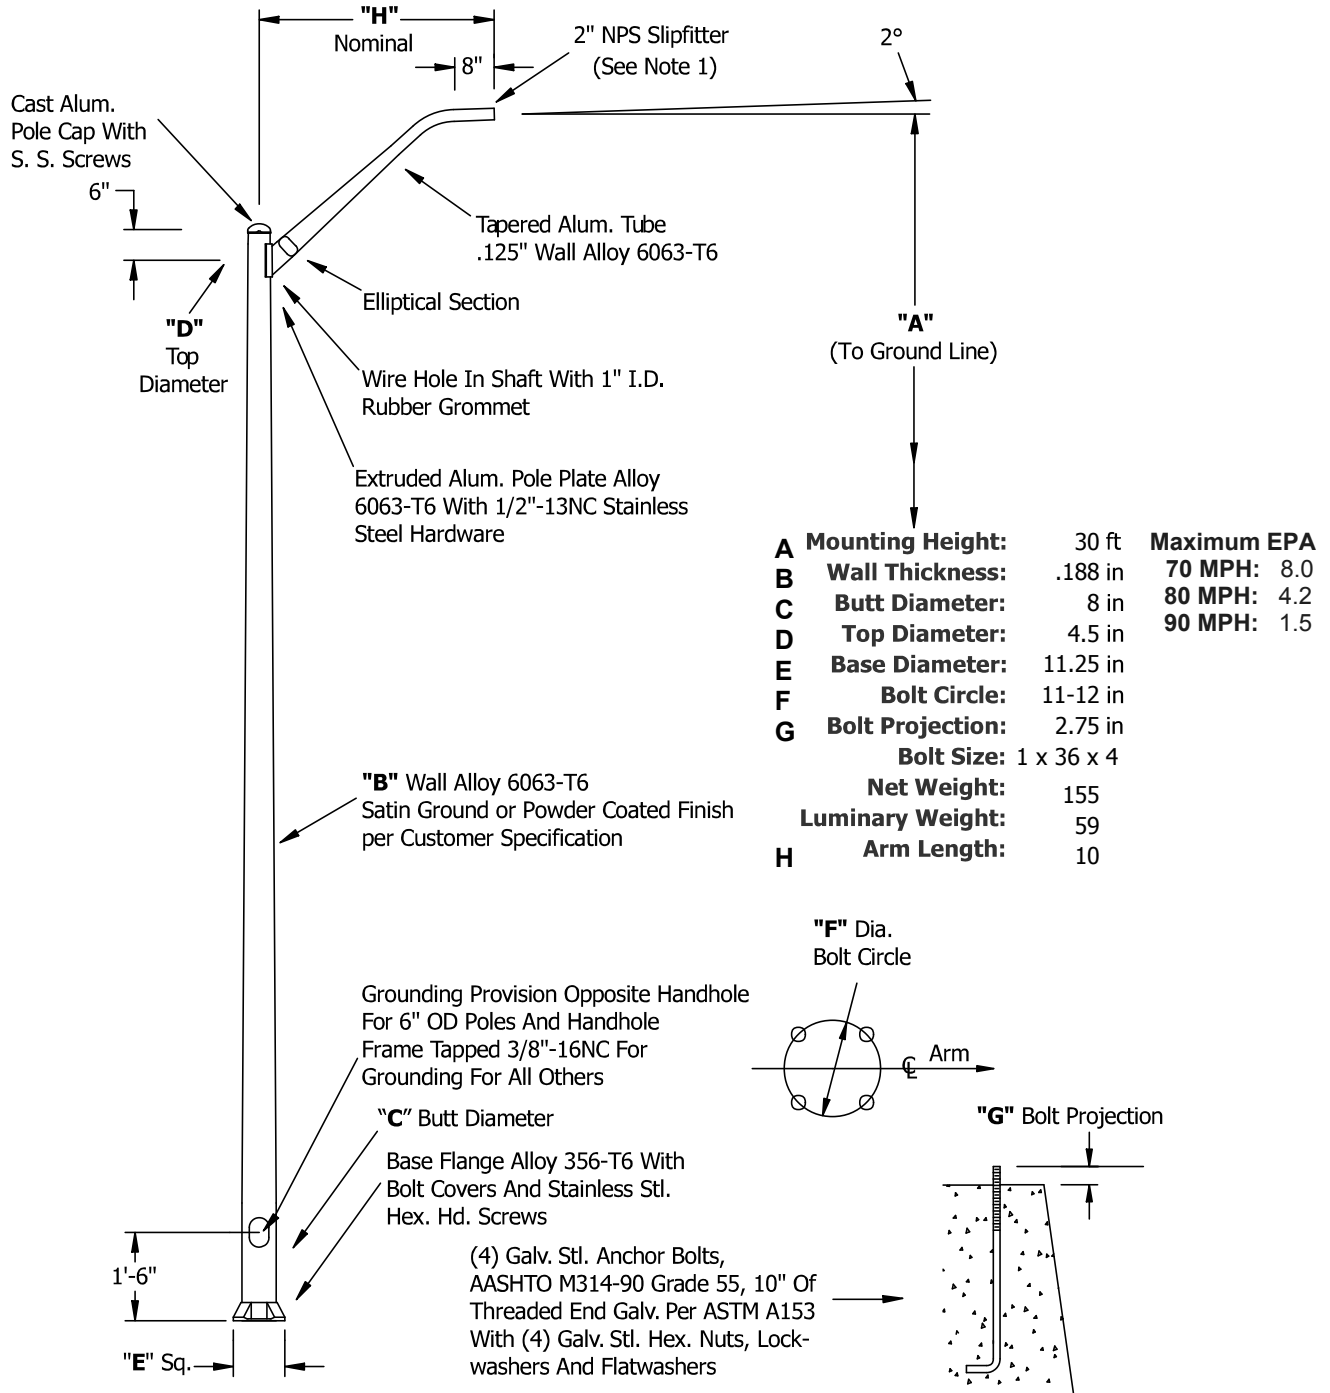 "H"
Nominal
2" NPS Slipfitter
(See Note 1)
8"
2°
Cast Alum.
Pole Cap With
S. S. Screws
6"
Tapered Alum. Tube
.125" Wall Alloy 6063-T6
Elliptical Section
"D"
Top
Diameter
"A"
(To Ground Line)
Wire Hole In Shaft With 1" I.D.
Rubber Grommet
Extruded Alum. Pole Plate Alloy
6063-T6 With 1/2"-13NC Stainless
Steel Hardware
A Mounting Height: 30 ft
B Wall Thickness: .188 in
C Butt Diameter: 8 in
D Top Diameter: 4.5 in
E Base Diameter: 11.25 in
F Bolt Circle: 11-12 in
G Bolt Projection: 2.75 in
Bolt Size: 1 x 36 x 4
Net Weight: 155
Luminary Weight: 59
H Arm Length: 10
Maximum EPA
70 MPH: 8.0
80 MPH: 4.2
90 MPH: 1.5
"B" Wall Alloy 6063-T6
Satin Ground or Powder Coated Finish
per Customer Specification
"F" Dia.
Bolt Circle
Grounding Provision Opposite Handhole
For 6" OD Poles And Handhole
Frame Tapped 3/8"-16NC For
Grounding For All Others
℄ Arm
“C” Butt Diameter
"G" Bolt Projection
Base Flange Alloy 356-T6 With
Bolt Covers And Stainless Stl.
Hex. Hd. Screws
1'-6"
(4) Galv. Stl. Anchor Bolts,
AASHTO M314-90 Grade 55, 10" Of
Threaded End Galv. Per ASTM A153
With (4) Galv. Stl. Hex. Nuts, Lock-
washers And Flatwashers
"E" Sq.